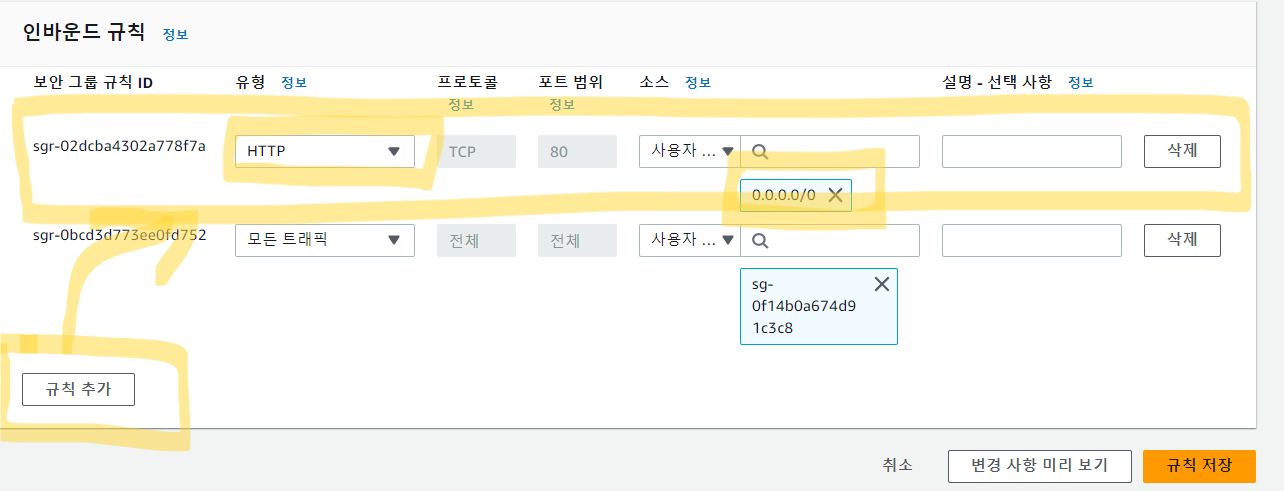 인바운드 규칙 정보
보안 그룹 규칙 ID 유형 정보 프로토콜 포트 범위 소스 정보 설명 - 선택 사항 정보
정보 정보
sgr-02dcba4302a778f7a HTTP TCP 80 사용자 ... 삭제
0.0.0.0/0
sgr-0bcd3d773ee0fd752 모든 트래픽 전체 전체 사용자 ... 삭제
sg-
0f14b0a674d9
1c3c8
규칙 추가
취소 변경 사항 미리 보기 규칙 저장